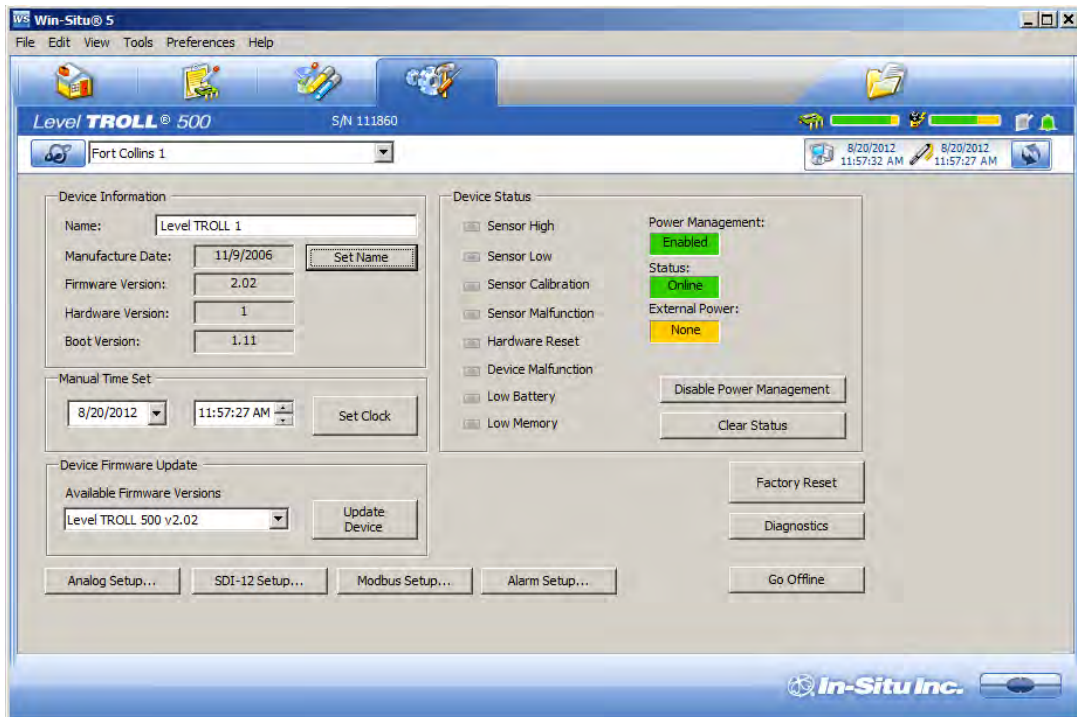 WS Win-Situ® 5
File Edit View Tools Preferences Help
Level TROLL® 500 S/N 111860
Fort Collins 1
8/20/2012 11:57:32 AM
8/20/2012 11:57:27 AM
Device Information
Name: Level TROLL 1
Manufacture Date: 11/9/2006 Set Name
Firmware Version: 2.02
Hardware Version: 1
Boot Version: 1.11
Manual Time Set
8/20/2012 11:57:27 AM Set Clock
Device Firmware Update
Available Firmware Versions
Level TROLL 500 v2.02
Update
Device
Device Status
Sensor High
Sensor Low
Sensor Calibration
Sensor Malfunction
Hardware Reset
Device Malfunction
Low Battery
Low Memory
Power Management:
Enabled
Status:
Online
External Power:
None
Disable Power Management
Clear Status
Factory Reset
Diagnostics
Analog Setup... SDI-12 Setup... Modbus Setup... Alarm Setup... Go Offline
In-Situ Inc.